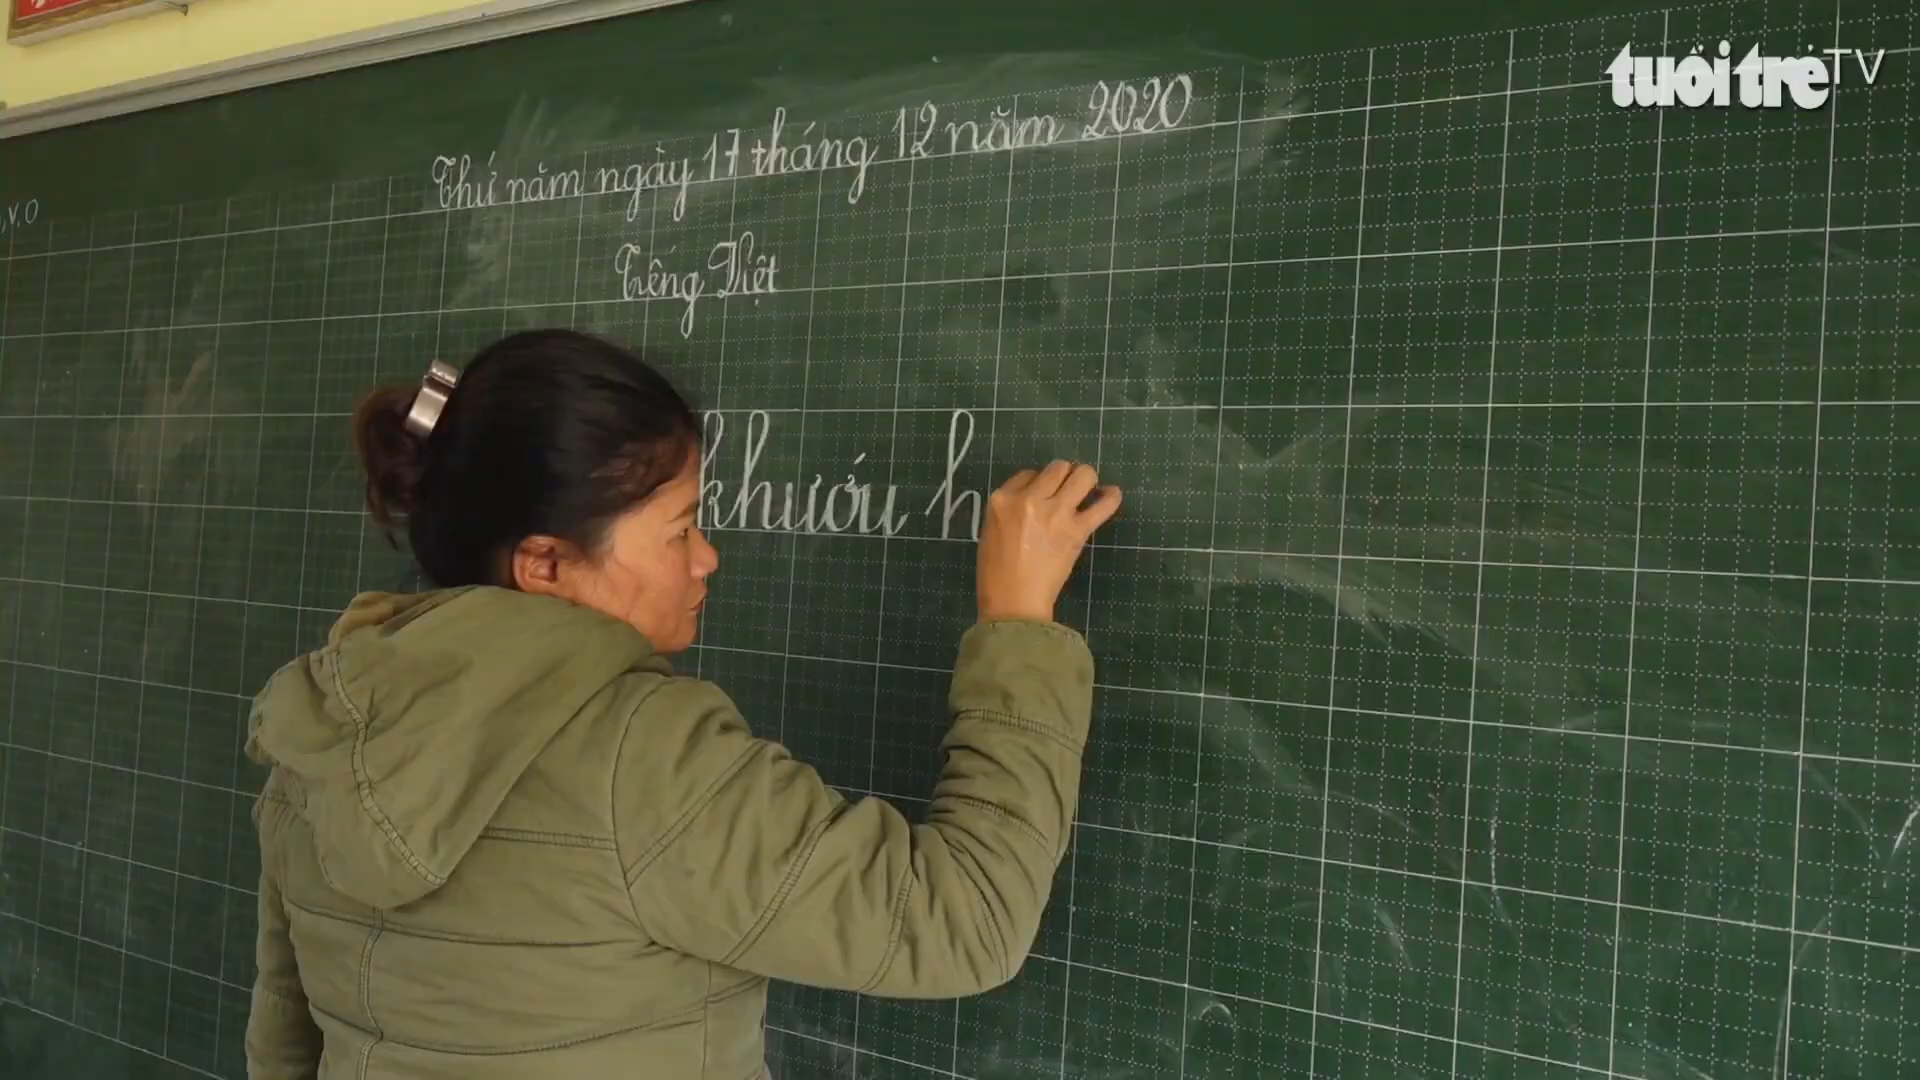 tuổi trẻ TV
Thứ năm ngày 17 tháng 12 năm 2020
,v,o
Tiếng Việt
khướu h